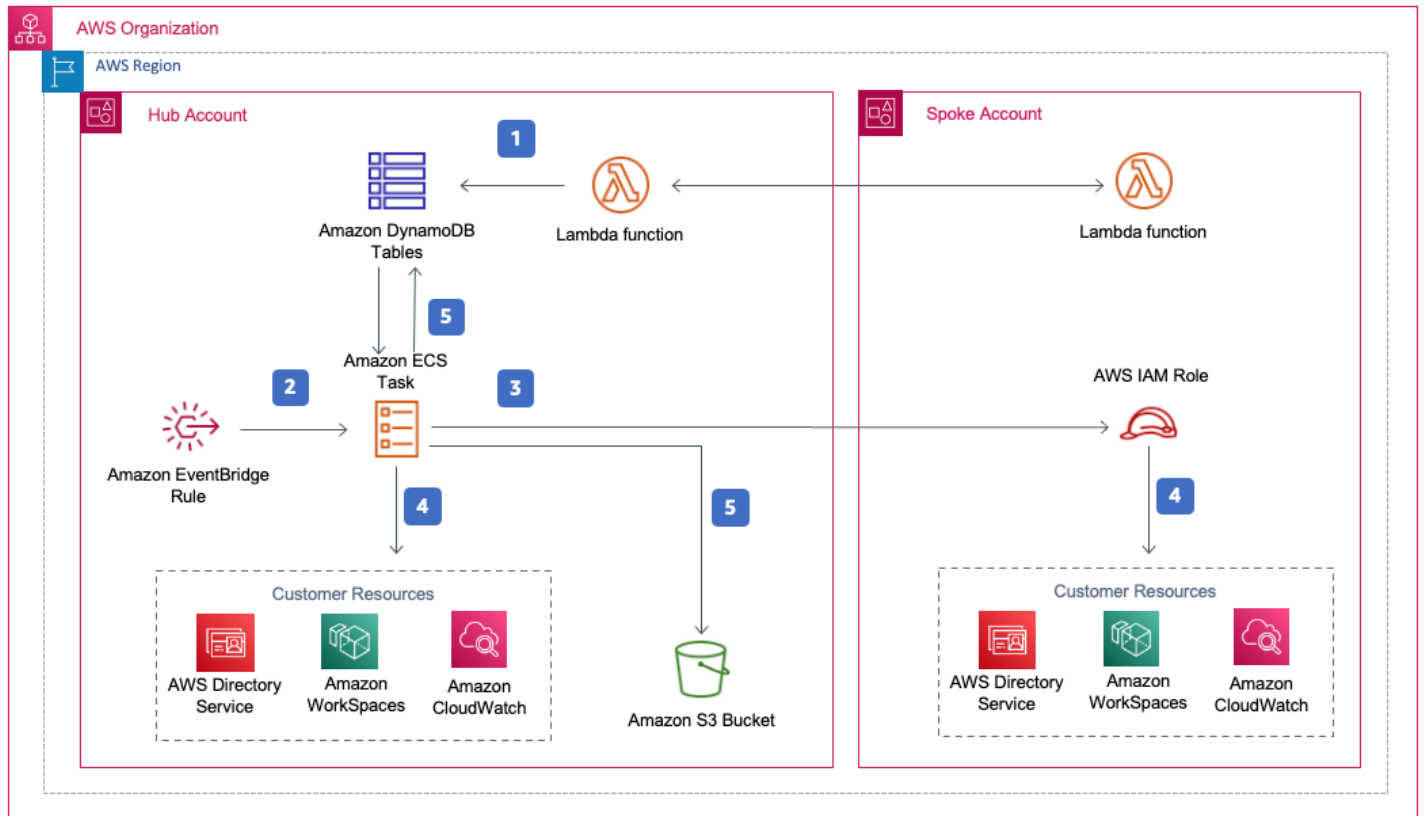 AWS Organization
AWS Region
Hub Account
Spoke Account
1
Amazon DynamoDB
Tables
Lambda function
Lambda function
5
Amazon ECS
Task
2
3
AWS IAM Role
Amazon EventBridge
Rule
4
5
4
Customer Resources
AWS Directory
Service
Amazon
WorkSpaces
Amazon
CloudWatch
Amazon S3 Bucket
Customer Resources
AWS Directory
Service
Amazon
WorkSpaces
Amazon
CloudWatch